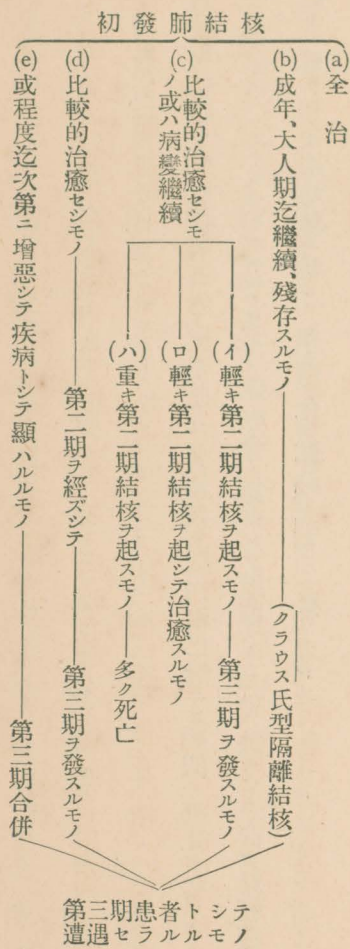 初發肺結核
(a)全治
(b)成年、大人期迄繼續、殘存スルモノ (クラウス氏型隔離結核)
(c)比較的治癒セシモ
ノ或ハ病變繼續
(イ)輕キ第二期結核ヲ起スモノ 第三期ヲ發スルモノ
(ロ)輕キ第二期結核ヲ起シテ治癒スルモノ
(ハ)重キ第二期結核ヲ起スモノ 多ク死亡
(d)比較的治癒セシモノ 第二期ヲ經ズシテ 第三期ヲ發スルモノ
(e)或程度迄次第ニ增惡シテ疾病トシテ顯ハルルモノ 第三期合併
第三期患者トシテ
遭遇セラルルモノ